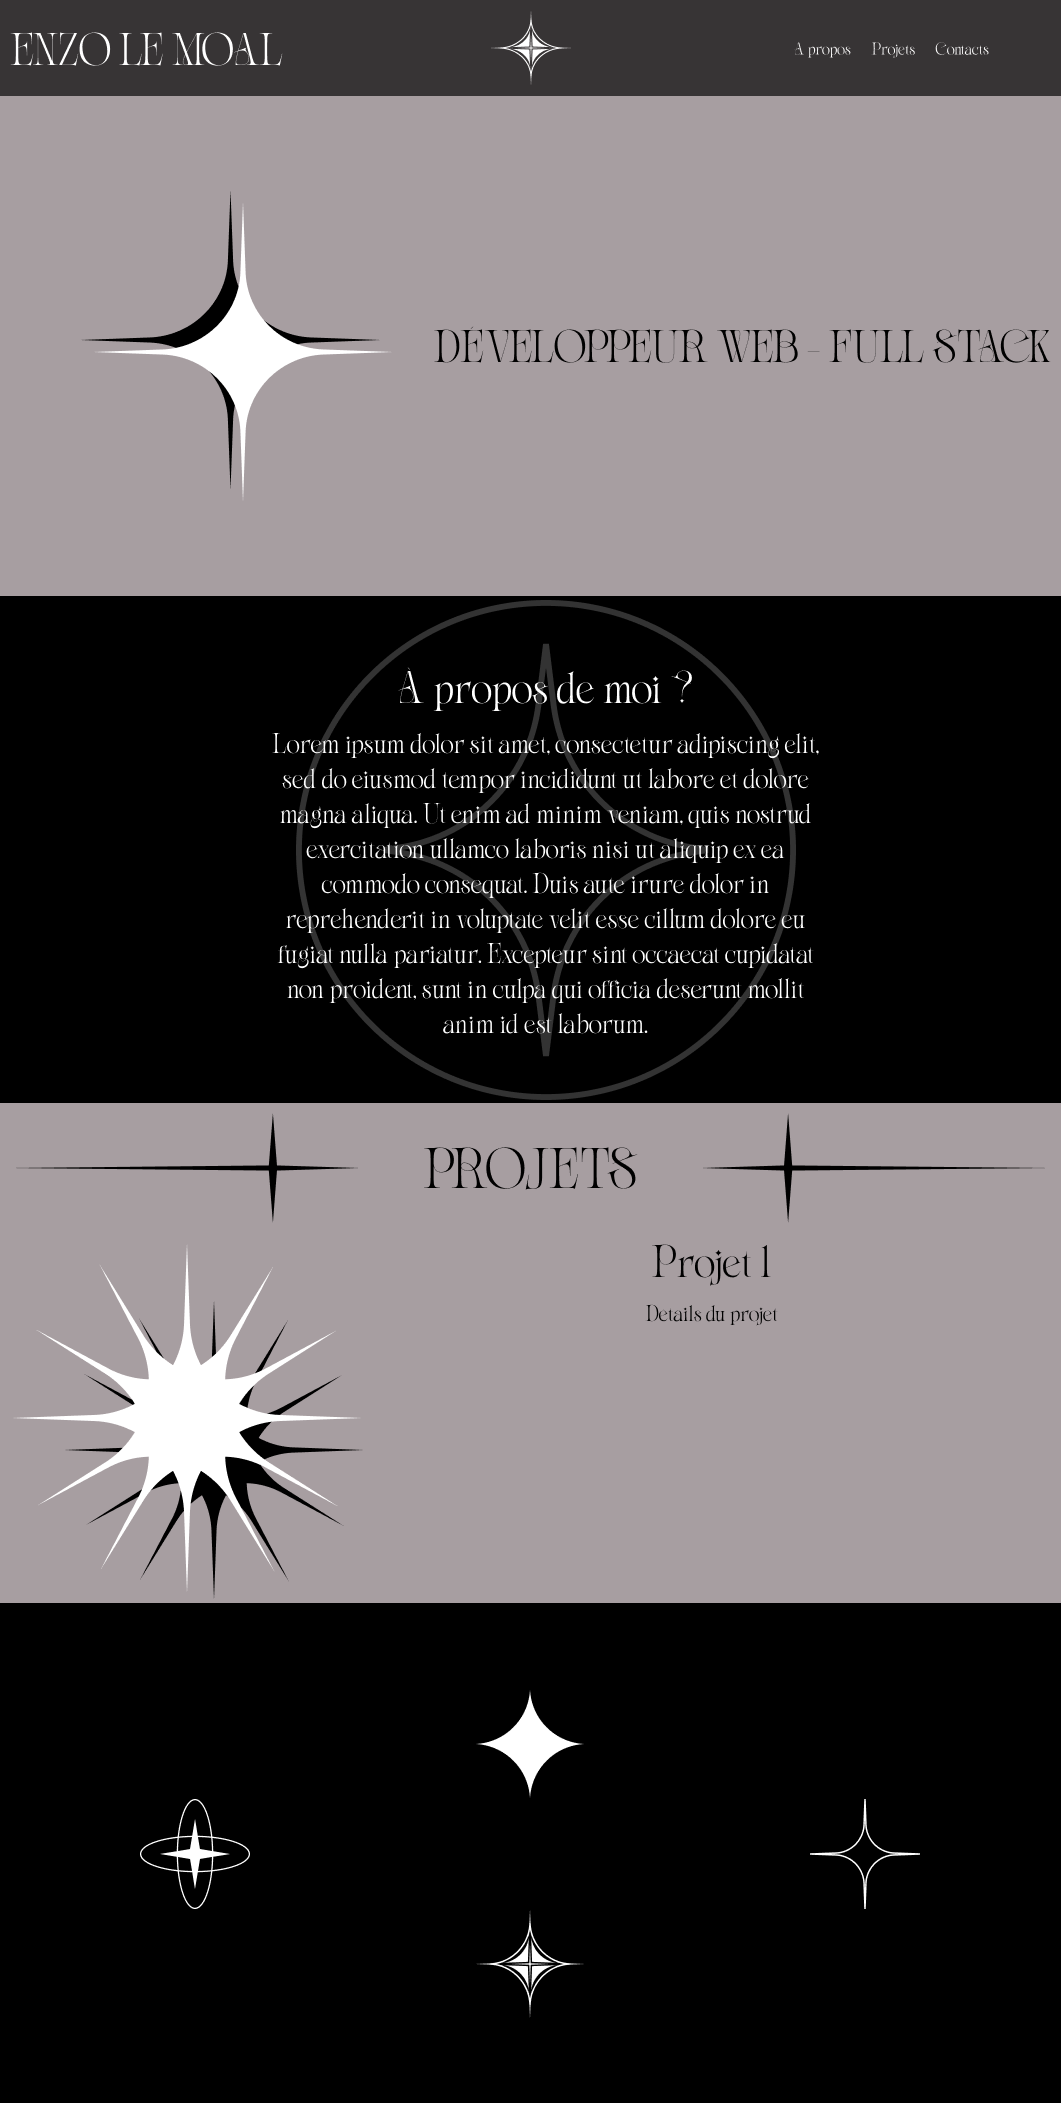 ENZO LE MOAL
A propos Projets Contacts
DÉVELOPPEUR WEB - FULL STACK
À propos de moi ?
Lorem ipsum dolor sit amet, consectetur adipiscing elit,
sed do eiusmod tempor incididunt ut labore et dolore
magna aliqua. Ut enim ad minim veniam, quis nostrud
exercitation ullamco laboris nisi ut aliquip ex ea
commodo consequat. Duis aute irure dolor in
reprehenderit in voluptate velit esse cillum dolore eu
fugiat nulla pariatur. Excepteur sint occaecat cupidatat
non proident, sunt in culpa qui officia deserunt mollit
anim id est laborum.
PROJETS
Projet 1
Details du projet